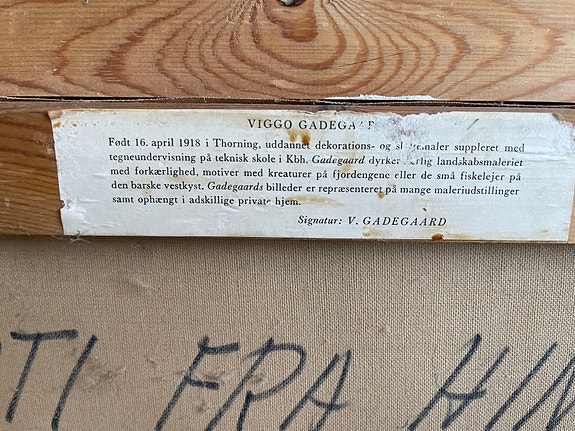 VIGGO
Født 16. april 1918 i Thorning, uddannet dekorations- og suppleret med
tegneundervisning på teknisk skole i Kbh. Gadegaard dyrker landskabsmaleriet
med forkærlighed, motiver med kreaturer på fjordengene eller de små fiskelejer på
den barske vestkyst. Gadegaards billeder er repræsenteret på mange maleriudstillinger
samt ophængt i adskillige private hjem.
Signatur: V. GADEGAARD
FRA